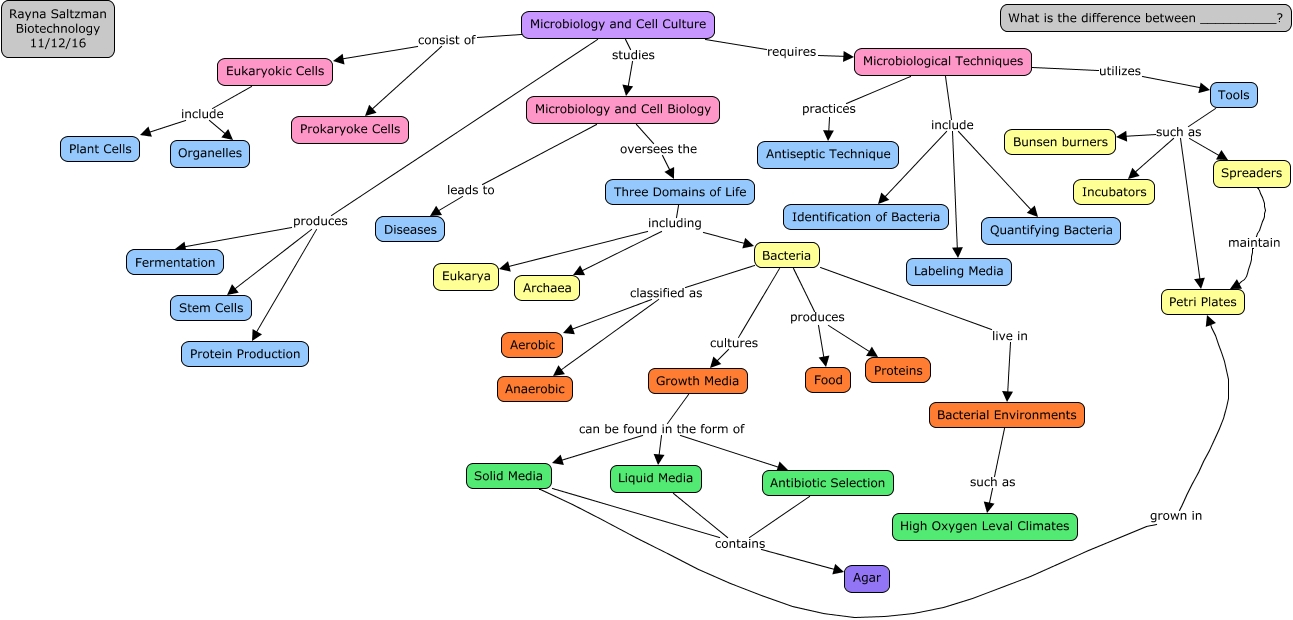 Rayna Saltzman
Biotechnology
11/12/16
Microbiology and Cell Culture
What is the difference between ___________?
consist of
studies
requires
Eukaryokic Cells
Microbiological Techniques
utilizes
Tools
include
Prokaryoke Cells
Microbiology and Cell Biology
practices
include
such as
Plant Cells
Organelles
oversees the
Antiseptic Technique
Bunsen burners
Spreaders
Incubators
leads to
Three Domains of Life
produces
Diseases
including
Identification of Bacteria
Quantifying Bacteria
maintain
Fermentation
Bacteria
Eukarya
Archaea
Labeling Media
Stem Cells
classified as
Petri Plates
produces
Protein Production
Aerobic
cultures
live in
Anaerobic
Growth Media
Food
Proteins
Bacterial Environments
can be found in the form of
Solid Media
Liquid Media
Antibiotic Selection
such as
High Oxygen Leval Climates
grown in
contains
Agar